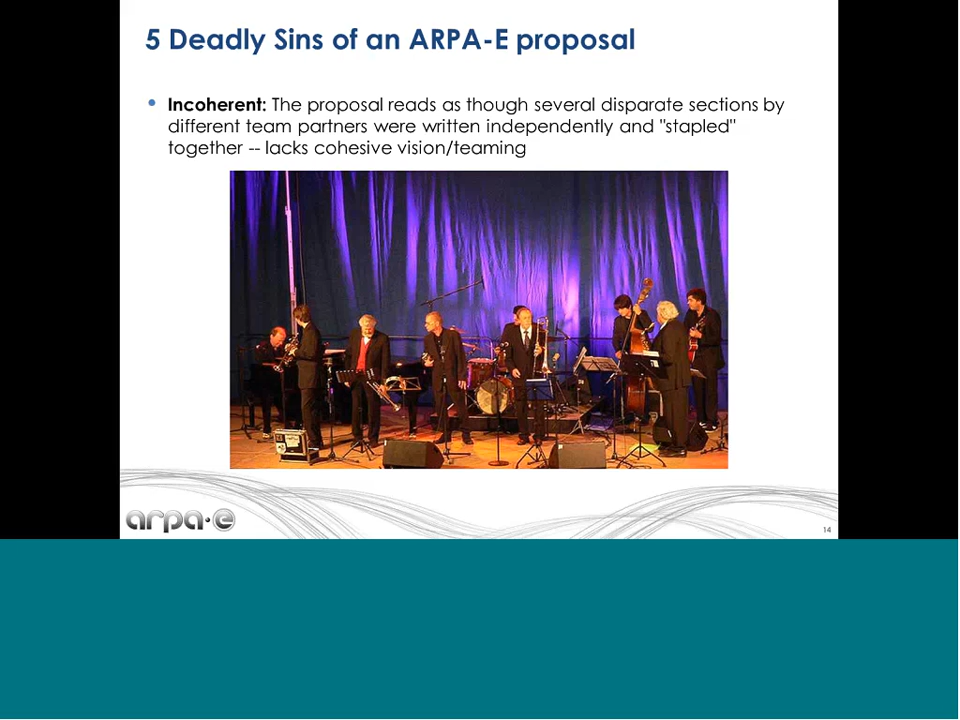 5 Deadly Sins of an ARPA-E proposal
• Incoherent: The proposal reads as though several disparate sections by
different team partners were written independently and "stapled"
together -- lacks cohesive vision/teaming
arpa·e
14